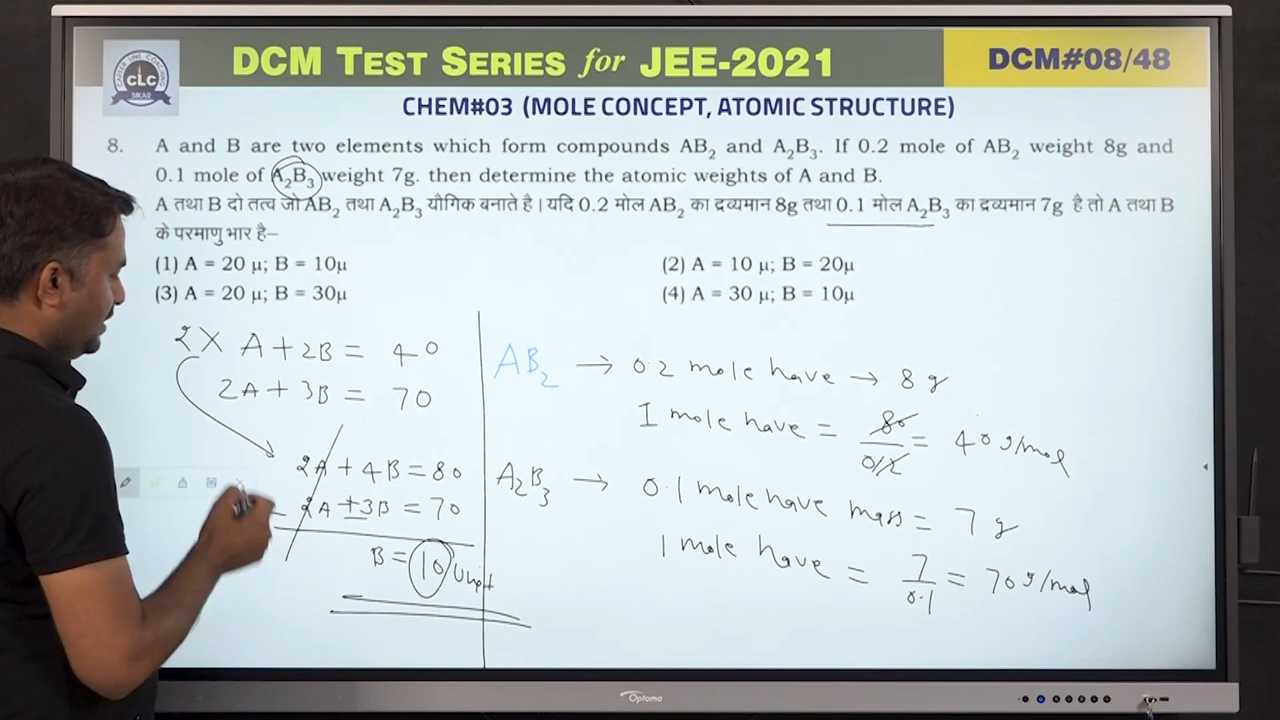 CAREER LINE COACHING
CLC
SIKAR
DCM TEST SERIES for JEE-2021
DCM#08/48
CHEM#03 (MOLE CONCEPT, ATOMIC STRUCTURE)
8. A and B are two elements which form compounds AB₂ and A₂B₃. If 0.2 mole of AB₂ weight 8g and
0.1 mole of A₂B₃ weight 7g. then determine the atomic weights of A and B.
A तथा B दो तत्व जो AB₂ तथा A₂B₃ यौगिक बनाते है। यदि 0.2 मोल AB₂ का द्रव्यमान 8g तथा 0.1 मोल A₂B₃ का द्रव्यमान 7g है तो A तथा B
के परमाणु भार है–
(1) A = 20 μ; B = 10μ
(2) A = 10 μ; B = 20μ
(3) A = 20 μ; B = 30μ
(4) A = 30 μ; B = 10μ
2 × A + 2B = 40
2A + 3B = 70
2A + 4B = 80
2A + 3B = 70
B = 10 Unit
AB₂ → 0.2 mole have → 8 g
1 mole have = 80/0/2 = 40 g/mol
A₂B₃ → 0.1 mole have mass = 7 g
1 mole have = 7/0.1 = 70 g/mol
Optoma